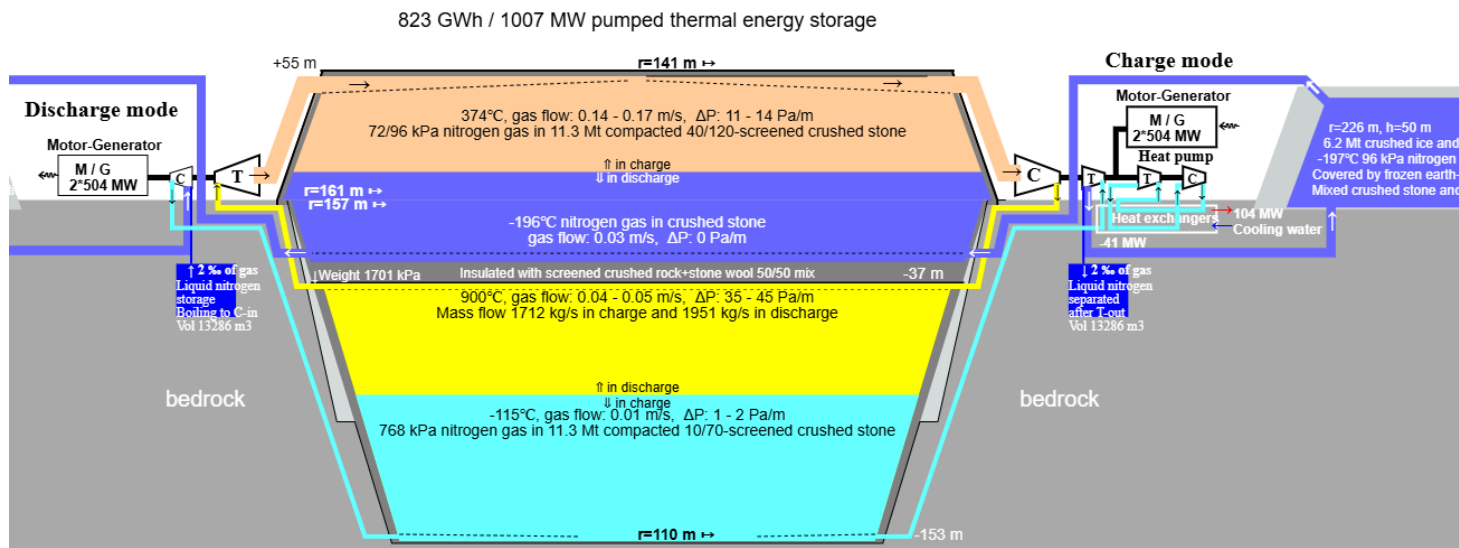 823 GWh / 1007 MW pumped thermal energy storage
+55 m
r=141 m ↦
Charge mode
Discharge mode
Motor-Generator
M / G
2*504 MW
C
T
374℃, gas flow: 0.14 - 0.17 m/s, ΔP: 11 - 14 Pa/m
72/96 kPa nitrogen gas in 11.3 Mt compacted 40/120-screened crushed stone
⇑ in charge
⇓ in discharge
r=161 m ↦
r=157 m ↦
-196℃ nitrogen gas in crushed stone
gas flow: 0.03 m/s, ΔP: 0 Pa/m
↓Weight 1701 kPa
Insulated with screened crushed rock+stone wool 50/50 mix
-37 m
900℃, gas flow: 0.04 - 0.05 m/s, ΔP: 35 - 45 Pa/m
Mass flow 1712 kg/s in charge and 1951 kg/s in discharge
⇑ in discharge
⇓ in charge
-115℃, gas flow: 0.01 m/s, ΔP: 1 - 2 Pa/m
768 kPa nitrogen gas in 11.3 Mt compacted 10/70-screened crushed stone
r=110 m ↦
-153 m
↑ 2 ‰ of gas
Liquid nitrogen
storage
Boiling to C-in
Vol 13286 m3
bedrock
Motor-Generator
M / G
2*504 MW
Heat pump
C
T
T
C
Heat exchangers
104 MW
Cooling water
-41 MW
↓ 2 ‰ of gas
Liquid nitrogen
separated
after T-out
Vol 13286 m3
bedrock
r=226 m, h=50 m
6.2 Mt crushed ice and
-197℃ 96 kPa nitrogen
Covered by frozen earth-
Mixed crushed stone and